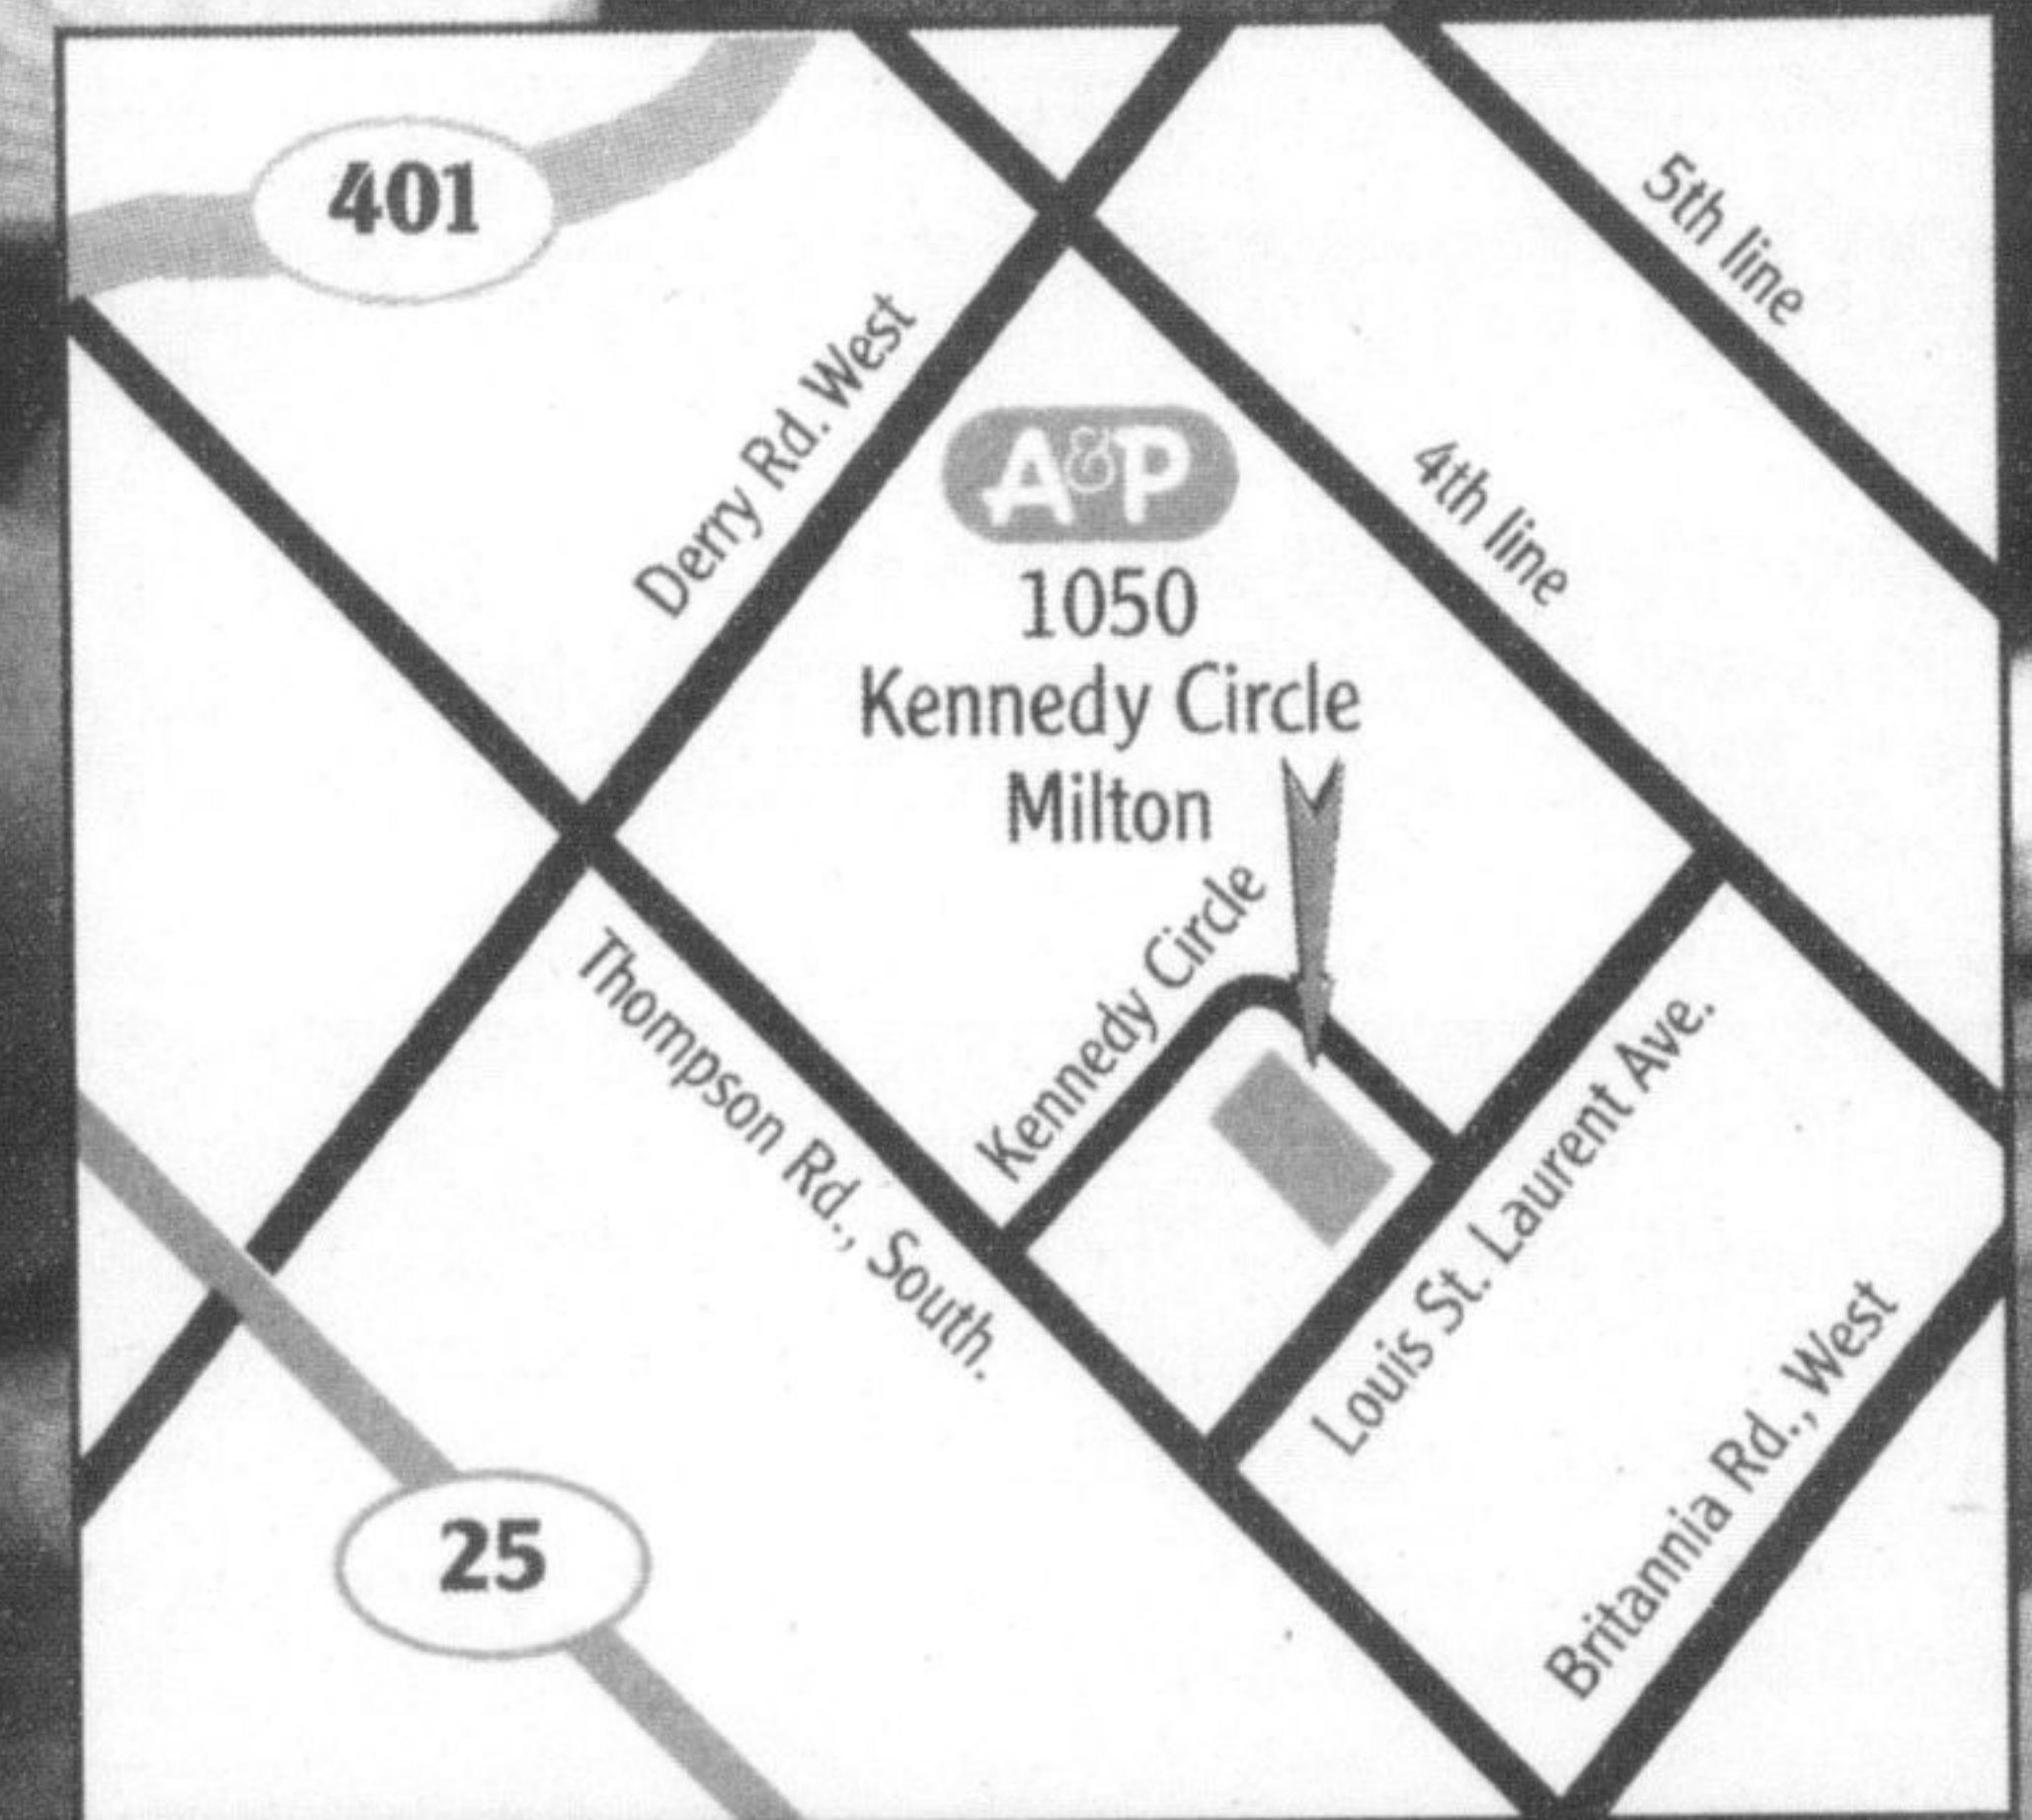 401
5th line
Derry Rd. West
A&P
4th line
1050
Kennedy Circle
Milton
Kennedy Circle
Thompson Rd., South.
Louis St. Laurent Ave.
Britannia Rd., West
25